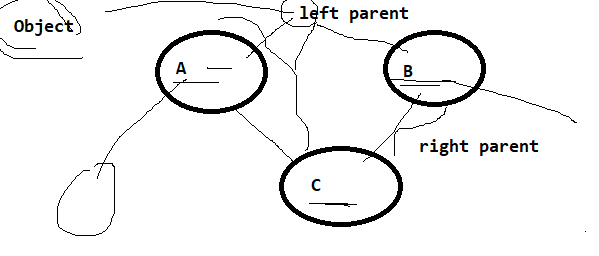 Object
left parent
A
B
right parent
C